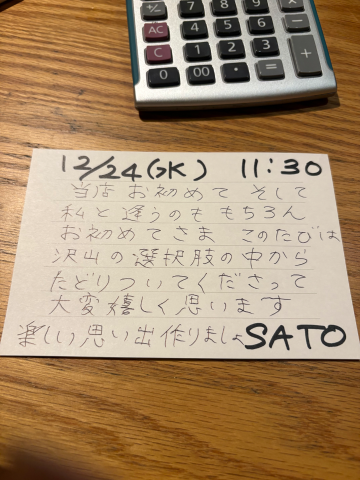 7 8 9 ÷
+/− 4 5 6 ×
AC 1 2 3 −
C 0 00 • = +
12/24(水) 11:30
当店 お初めて そして
私と逢うのも もちろん
お初めてさま このたびは
沢山の選択肢の中から
たどりついてくださって
大変嬉しく思います
楽しい思い出作りましょ SATO